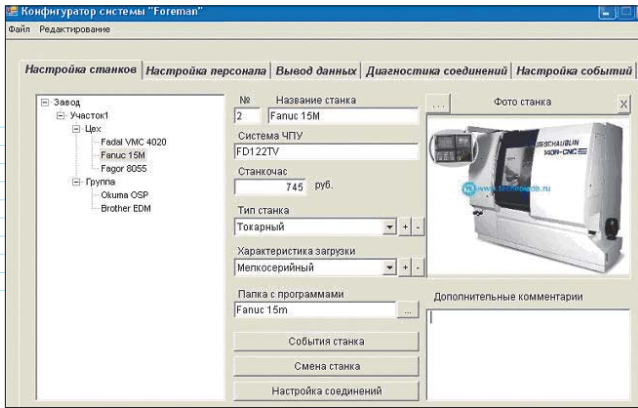 Конфигуратор системы "Foreman"
Файл Редактирование
Настройка станков Настройка персонала Вывод данных Диагностика соединений Настройка событий
Завод
Участок1
Цех
Fadal VMC 4020
Fanuc 15M
Fagor 8055
Группа
Okuma OSP
Brother EDM
№ Название станка
2 Fanuc 15M
Система ЧПУ
FD122TV
Станкочас
745 руб.
Тип станка
Токарный + -
Характеристика загрузки
Мелкосерийный + -
Папка с программами
Fanuc 15m ...
События станка
Смена станка
Настройка соединений
... Фото станка X
SCHAUBLIN
140R-CNC
Дополнительные комментарии